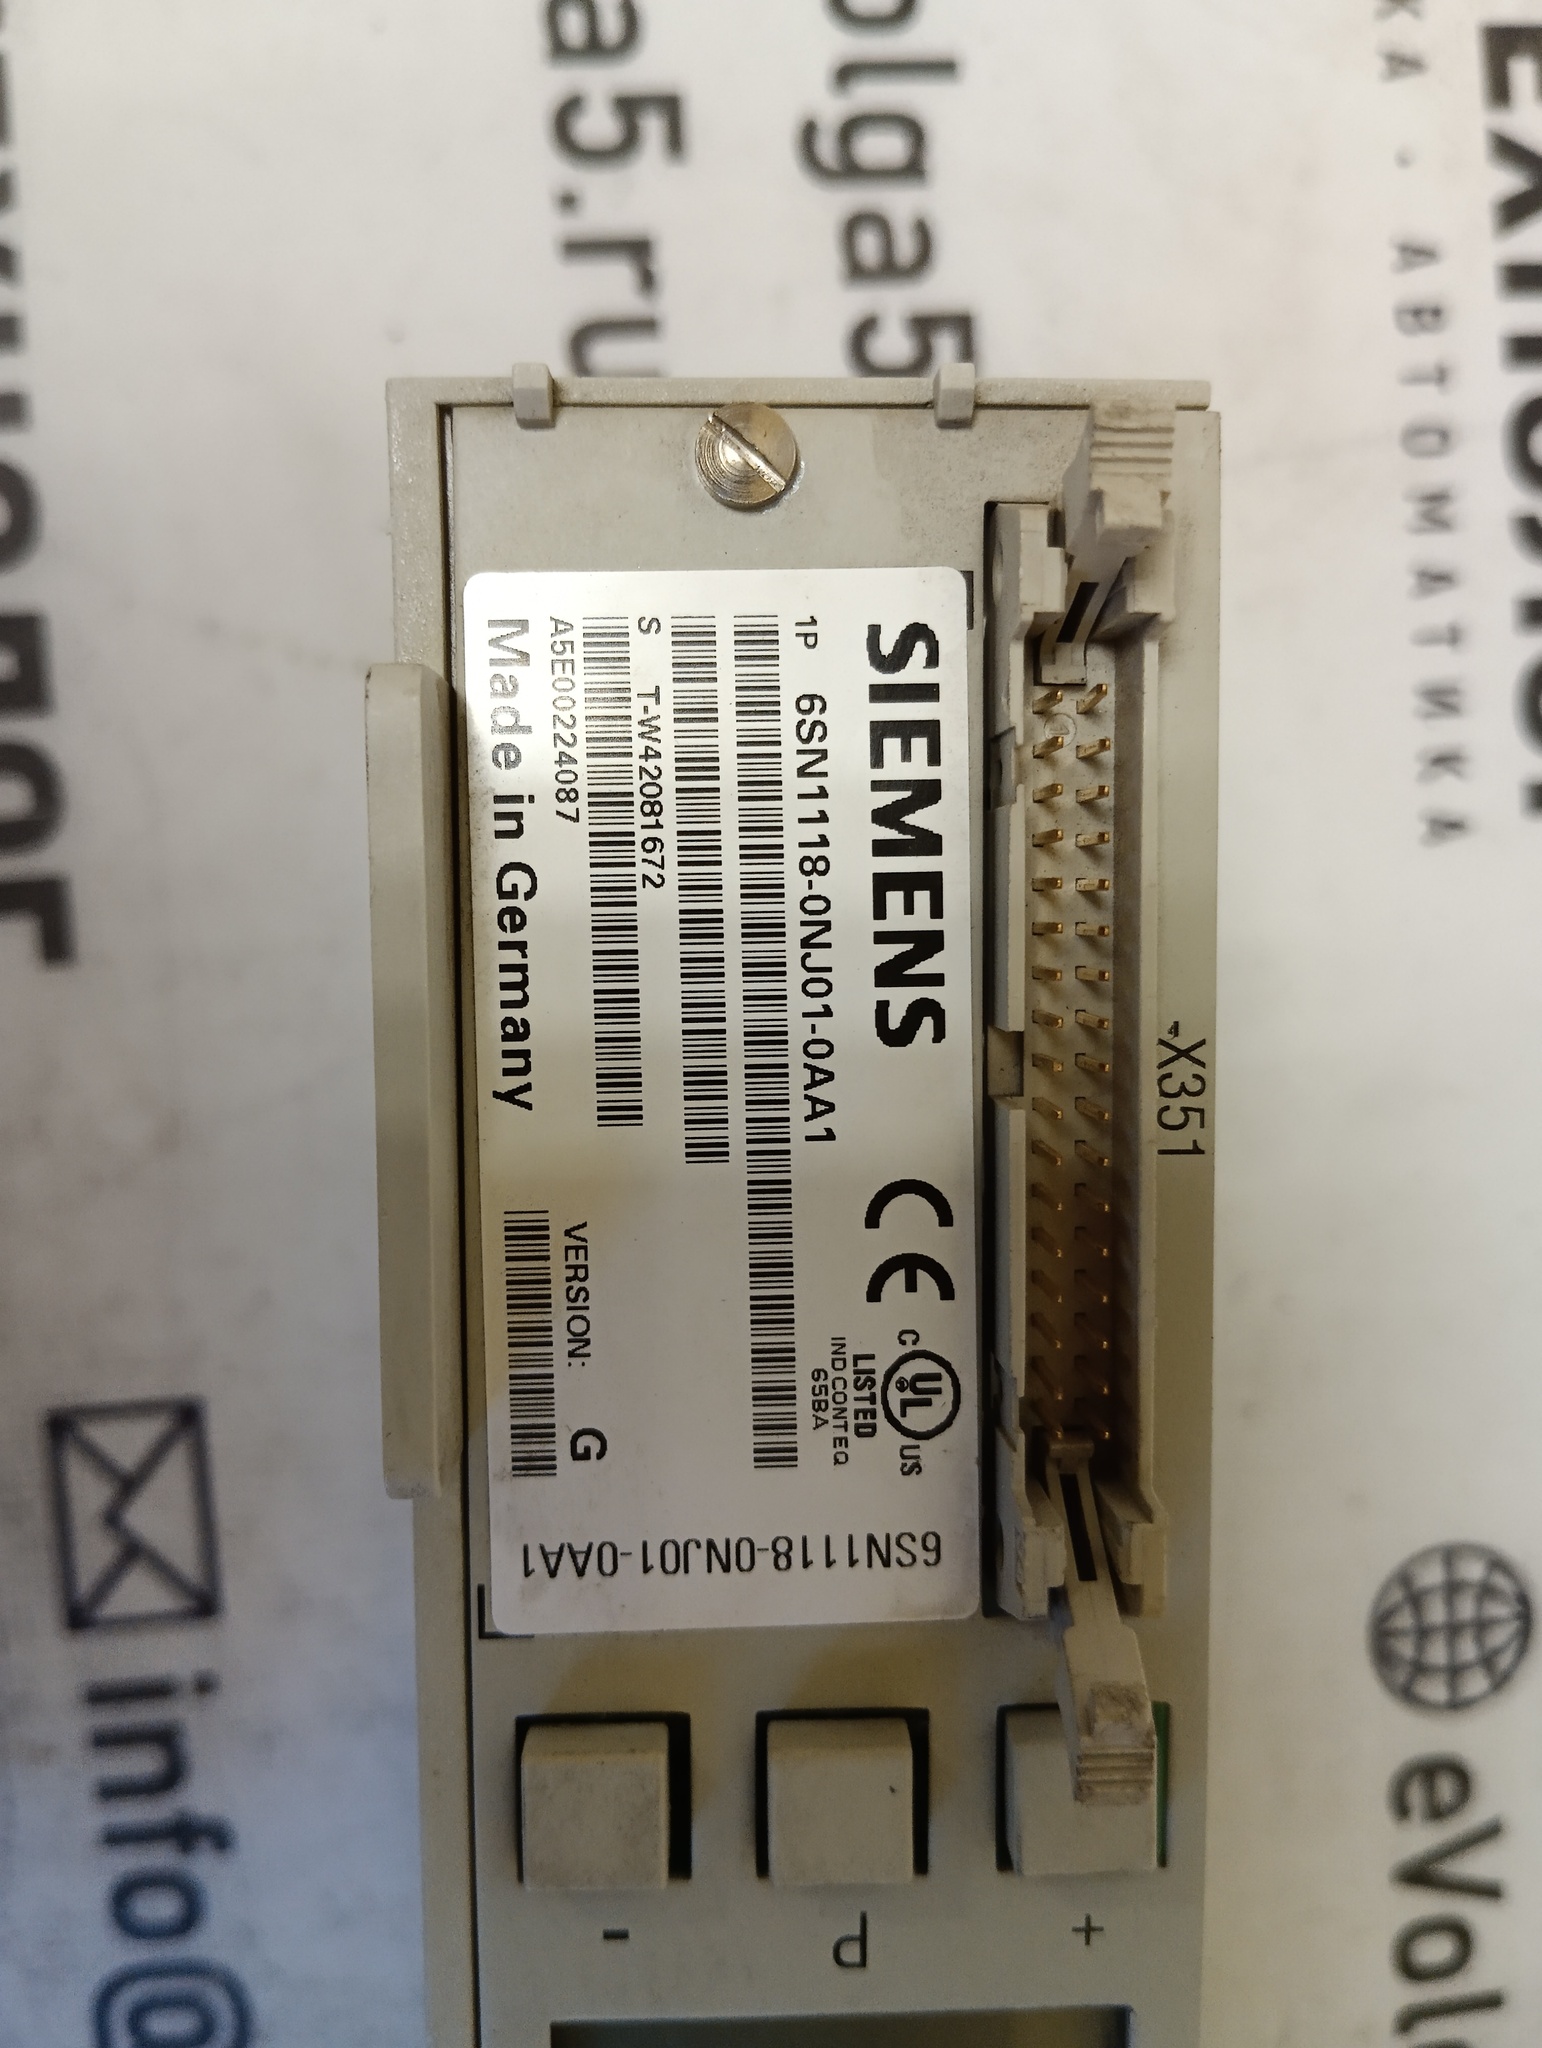 SIEMENS
1P 6SN1118-0NJ01-0AA1
S T-W42081672
A5E00224087
Made in Germany
VERSION: G
C UL US
LISTED
IND CONT EQ
65BA
6SN1118-0NJ01-0AA1
-X351
-
P
+
a5.ru
olga5
АВТОМАТИКА
info@
eVol